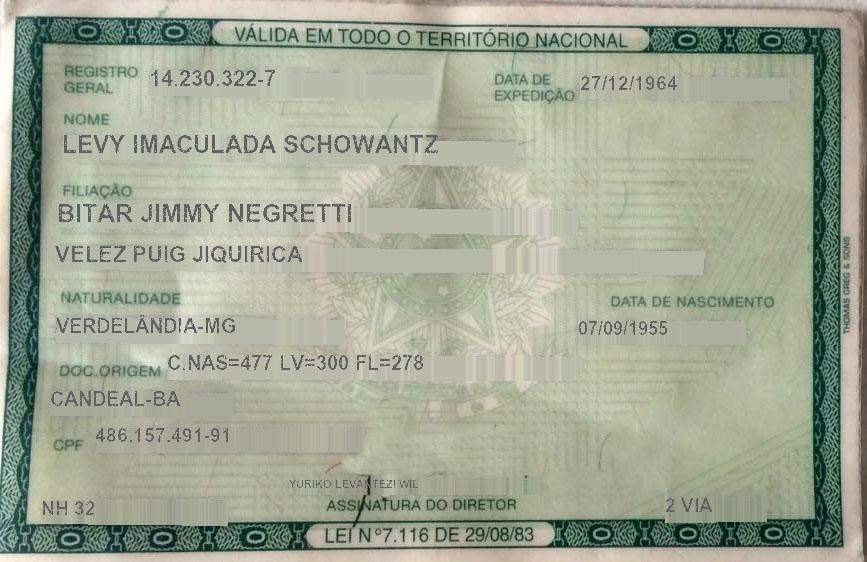 VÁLIDA EM TODO O TERRITÓRIO NACIONAL
REGISTRO GERAL 14.230.322-7 DATA DE EXPEDIÇÃO 27/12/1964
NOME
LEVY IMACULADA SCHOWANTZ
FILIAÇÃO
BITAR JIMMY NEGRETTI
VELEZ PUIG JIQUIRICA
NATURALIDADE DATA DE NASCIMENTO
VERDELÂNDIA-MG 07/09/1955
DOC.ORIGEM C.NAS=477 LV=300 FL=278
CANDEAL-BA
CPF 486.157.491-91
YURIKO LEVANTEZI WIL
NH 32 ASSINATURA DO DIRETOR 2 VIA
LEI Nº7.116 DE 29/08/83
THOMAS GREG & SONS